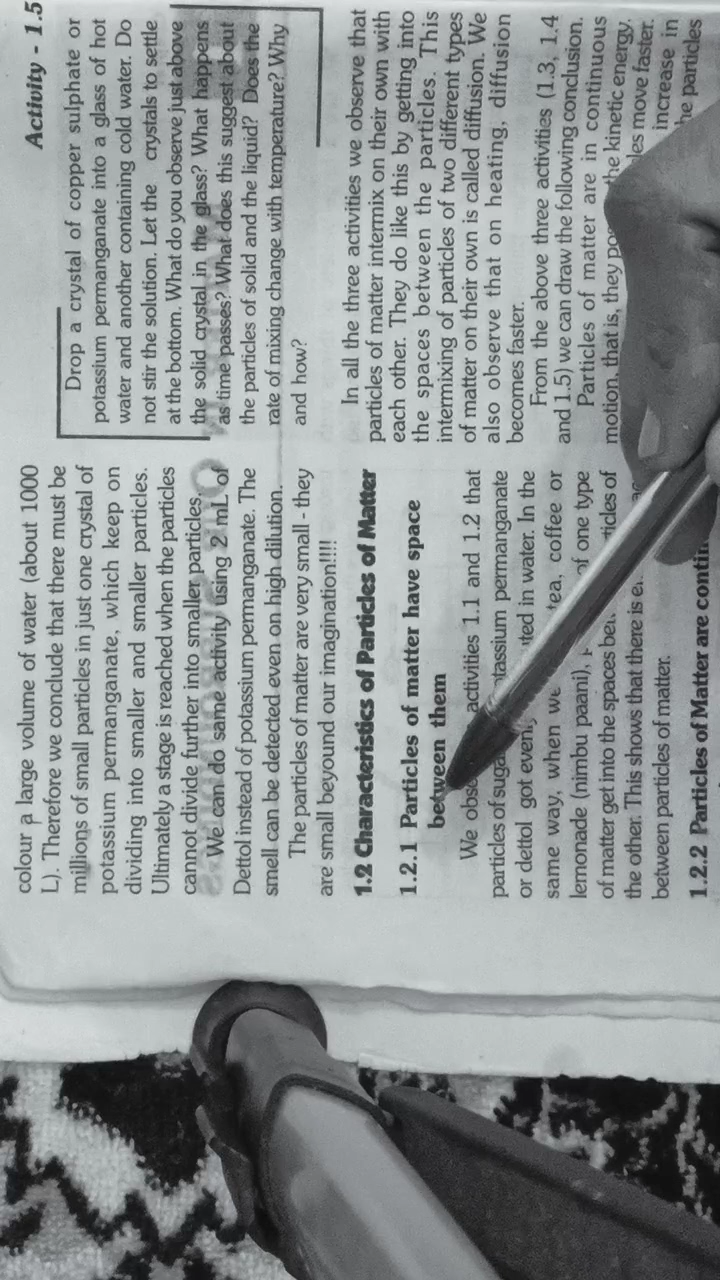 colour a large volume of water (about 1000
L). Therefore we conclude that there must be
millions of small particles in just one crystal of
potassium permanganate, which keep on
dividing into smaller and smaller particles.
Ultimately a stage is reached when the particles
cannot divide further into smaller particles.
We can do same activity using 2 mL of
Dettol instead of potassium permanganate. The
smell can be detected even on high dilution.
The particles of matter are very small - they
are small beyound our imagination!!!!
1.2 Characteristics of Particles of Matter
1.2.1 Particles of matter have space
between them
We activities 1.1 and 1.2 that
particles of permanganate
or dettol got in water. In the
same way, when tea, coffee or
lemonade (nimbu paani), of one type
of matter get into the spaces of
the other. This shows that there is
between particles of matter.
1.2.2 Particles of Matter are
Activity - 1.5
Drop a crystal of copper sulphate or
potassium permanganate into a glass of hot
water and another containing cold water. Do
not stir the solution. Let the crystals to settle
at the bottom. What do you observe just above
the solid crystal in the glass? What happens
as time passes? What does this suggest about
the particles of solid and the liquid? Does the
rate of mixing change with temperature? Why
and how?
In all the three activities we observe that
particles of matter intermix on their own with
each other. They do like this by getting into
the spaces between the particles. This
intermixing of particles of two different types
of matter on their own is called diffusion. We
also observe that on heating, diffusion
becomes faster.
From the above three activities (1.3, 1.4
and 1.5) we can draw the following conclusion.
Particles of matter are in continuous
motion, that is, they the kinetic energy.
move faster.
increase in
particles